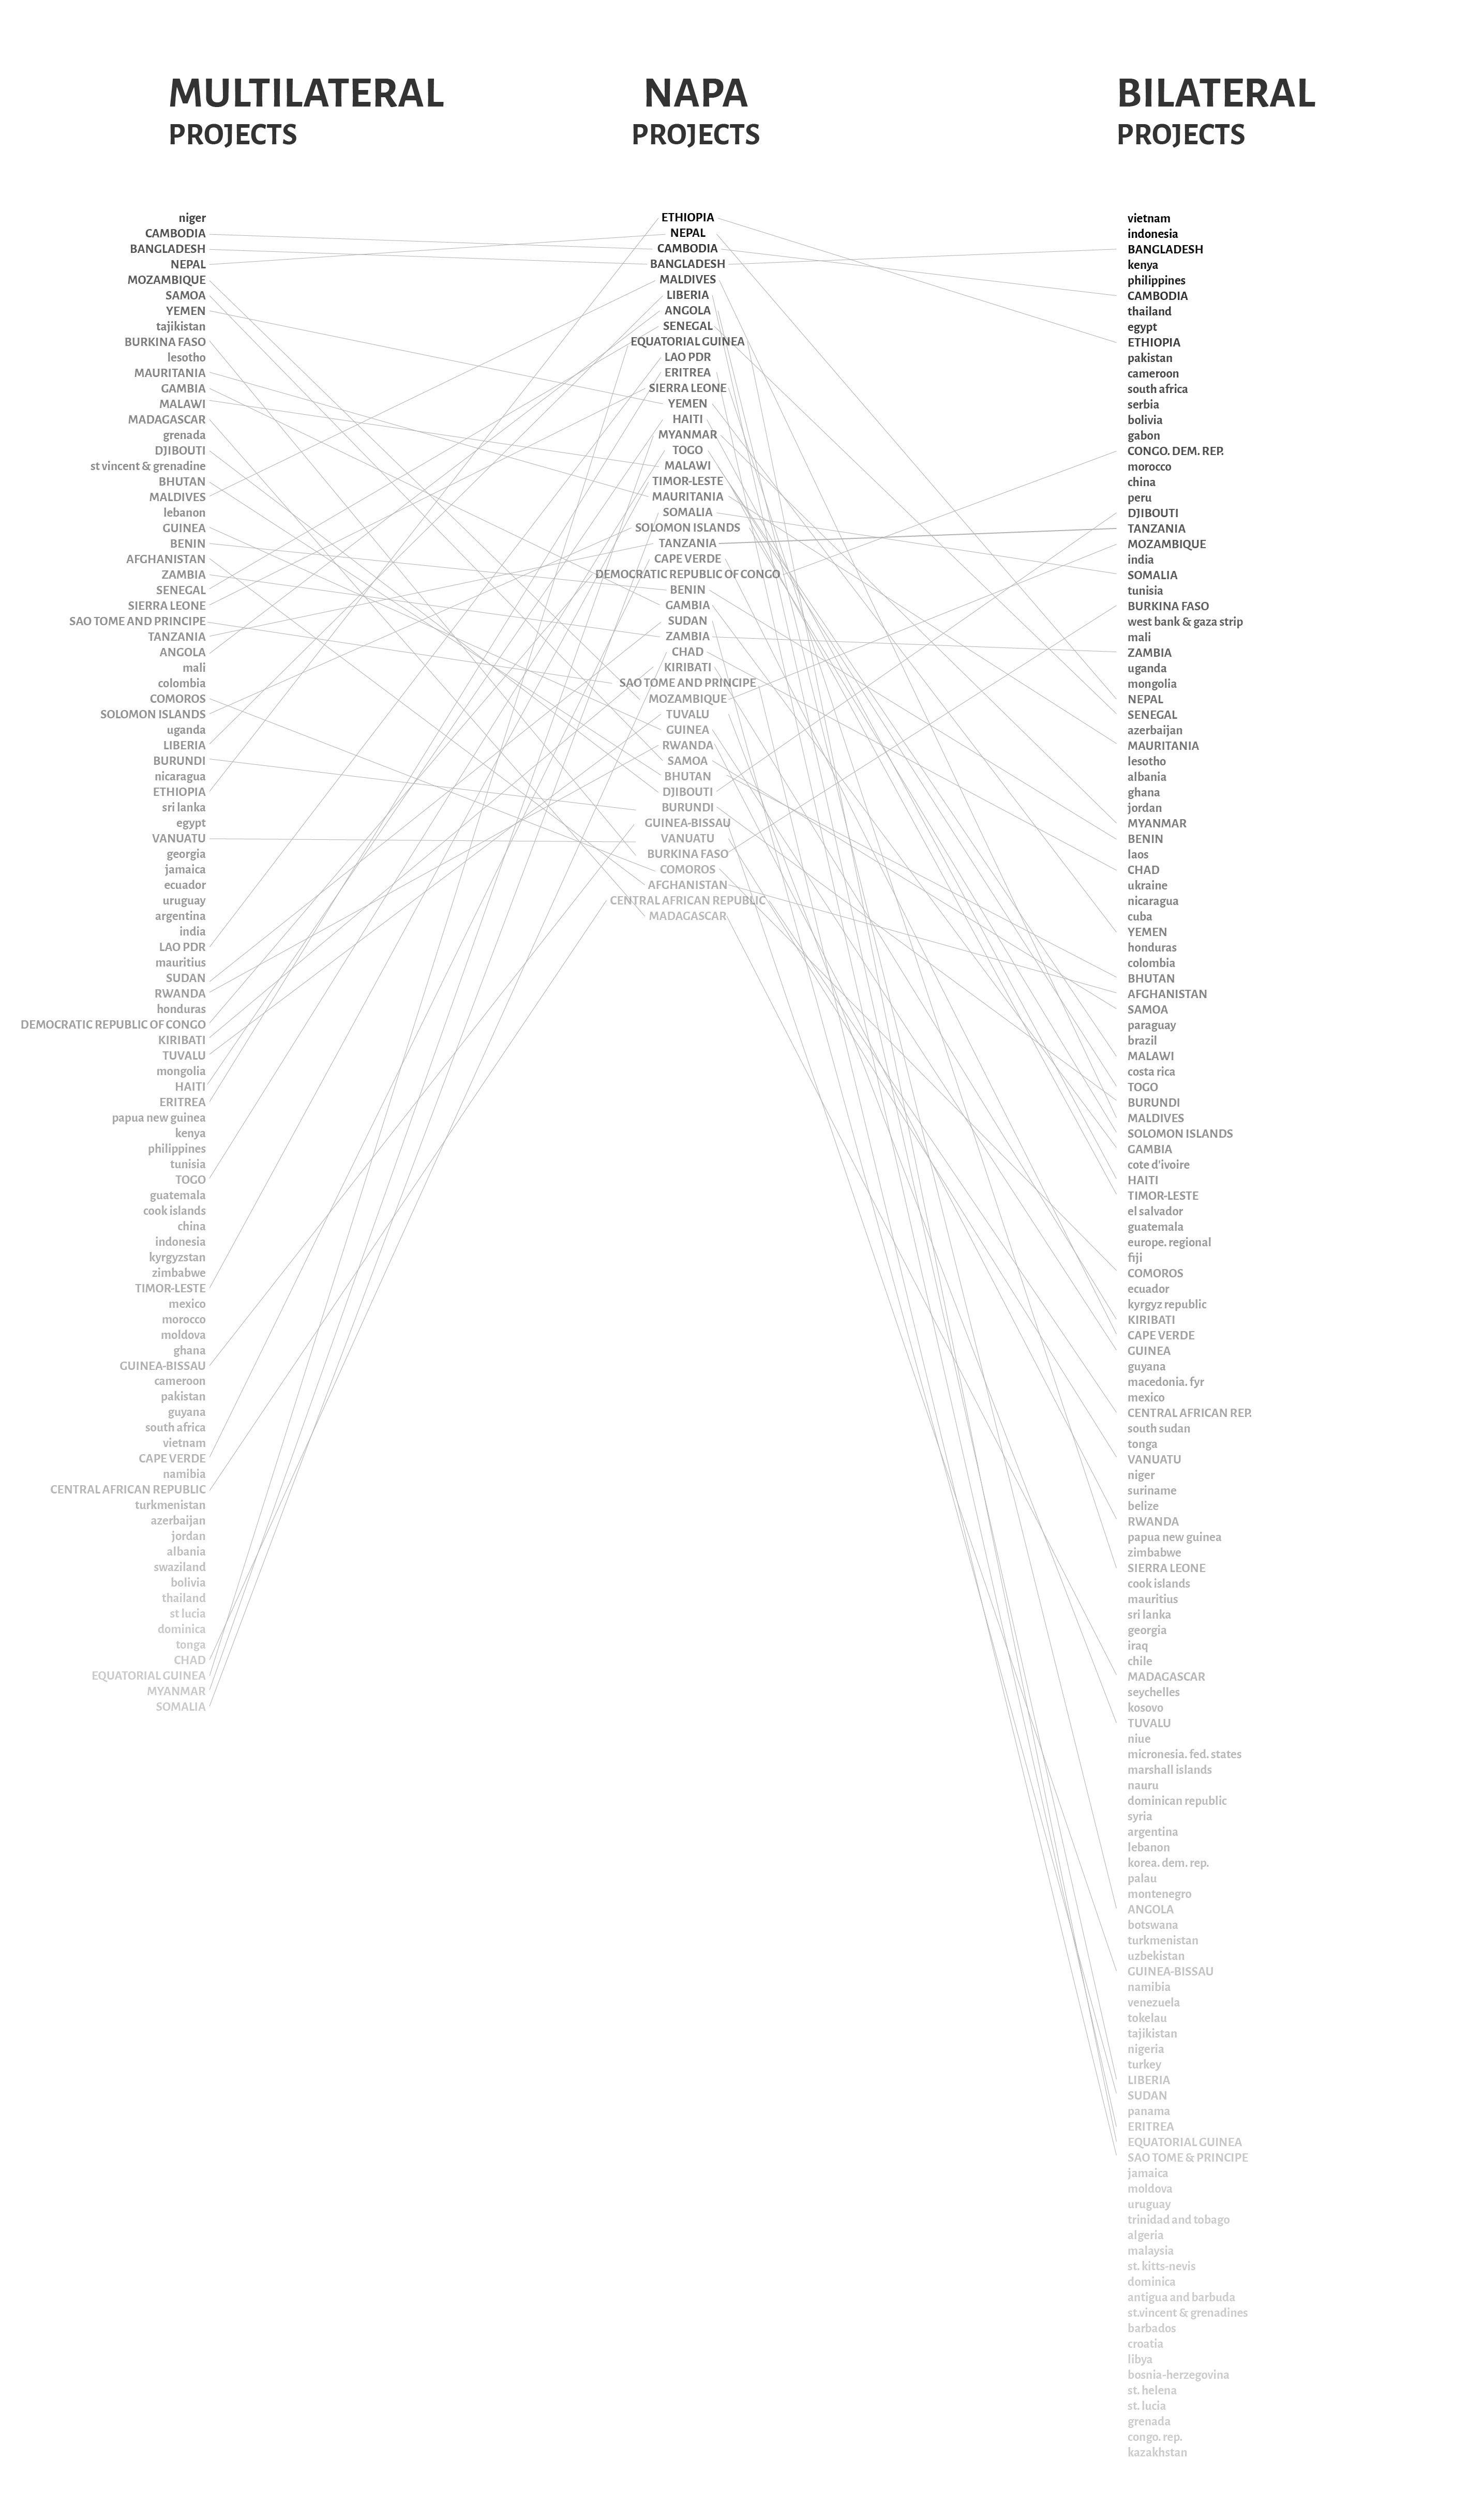 MULTILATERAL
PROJECTS
niger
CAMBODIA
BANGLADESH
NEPAL
MOZAMBIQUE
SAMOA
YEMEN
tajikistan
BURKINA FASO
lesotho
MAURITANIA
GAMBIA
MALAWI
MADAGASCAR
grenada
DJIBOUTI
st vincent & grenadine
BHUTAN
MALDIVES
lebanon
GUINEA
BENIN
AFGHANISTAN
ZAMBIA
SENEGAL
SIERRA LEONE
SAO TOME AND PRINCIPE
TANZANIA
ANGOLA
mali
colombia
COMOROS
SOLOMON ISLANDS
uganda
LIBERIA
BURUNDI
nicaragua
ETHIOPIA
sri lanka
egypt
VANUATU
georgia
jamaica
ecuador
uruguay
argentina
india
LAO PDR
mauritius
SUDAN
RWANDA
honduras
DEMOCRATIC REPUBLIC OF CONGO
KIRIBATI
TUVALU
mongolia
HAITI
ERITREA
papua new guinea
kenya
philippines
tunisia
TOGO
guatemala
cook islands
china
indonesia
kyrgyzstan
zimbabwe
TIMOR-LESTE
mexico
morocco
moldova
ghana
GUINEA-BISSAU
cameroon
pakistan
guyana
south africa
vietnam
CAPE VERDE
namibia
CENTRAL AFRICAN REPUBLIC
turkmenistan
azerbaijan
jordan
albania
swaziland
bolivia
thailand
st lucia
dominica
tonga
CHAD
EQUATORIAL GUINEA
MYANMAR
SOMALIA
NAPA
PROJECTS
ETHIOPIA
NEPAL
CAMBODIA
BANGLADESH
MALDIVES
LIBERIA
ANGOLA
SENEGAL
EQUATORIAL GUINEA
LAO PDR
ERITREA
SIERRA LEONE
YEMEN
HAITI
MYANMAR
TOGO
MALAWI
TIMOR-LESTE
MAURITANIA
SOMALIA
SOLOMON ISLANDS
TANZANIA
CAPE VERDE
DEMOCRATIC REPUBLIC OF CONGO
BENIN
GAMBIA
SUDAN
ZAMBIA
CHAD
KIRIBATI
SAO TOME AND PRINCIPE
MOZAMBIQUE
TUVALU
GUINEA
RWANDA
SAMOA
BHUTAN
DJIBOUTI
BURUNDI
GUINEA-BISSAU
VANUATU
BURKINA FASO
COMOROS
AFGHANISTAN
CENTRAL AFRICAN REPUBLIC
MADAGASCAR
BILATERAL
PROJECTS
vietnam
indonesia
BANGLADESH
kenya
philippines
CAMBODIA
thailand
egypt
ETHIOPIA
pakistan
cameroon
south africa
serbia
bolivia
gabon
CONGO. DEM. REP.
morocco
china
peru
DJIBOUTI
TANZANIA
MOZAMBIQUE
india
SOMALIA
tunisia
BURKINA FASO
west bank & gaza strip
mali
ZAMBIA
uganda
mongolia
NEPAL
SENEGAL
azerbaijan
MAURITANIA
lesotho
albania
ghana
jordan
MYANMAR
BENIN
laos
CHAD
ukraine
nicaragua
cuba
YEMEN
honduras
colombia
BHUTAN
AFGHANISTAN
SAMOA
paraguay
brazil
MALAWI
costa rica
TOGO
BURUNDI
MALDIVES
SOLOMON ISLANDS
GAMBIA
cote d'ivoire
HAITI
TIMOR-LESTE
el salvador
guatemala
europe. regional
fiji
COMOROS
ecuador
kyrgyz republic
KIRIBATI
CAPE VERDE
GUINEA
guyana
macedonia. fyr
mexico
CENTRAL AFRICAN REP.
south sudan
tonga
VANUATU
niger
suriname
belize
RWANDA
papua new guinea
zimbabwe
SIERRA LEONE
cook islands
mauritius
sri lanka
georgia
iraq
chile
MADAGASCAR
seychelles
kosovo
TUVALU
niue
micronesia. fed. states
marshall islands
nauru
dominican republic
syria
argentina
lebanon
korea. dem. rep.
palau
montenegro
ANGOLA
botswana
turkmenistan
uzbekistan
GUINEA-BISSAU
namibia
venezuela
tokelau
tajikistan
nigeria
turkey
LIBERIA
SUDAN
panama
ERITREA
EQUATORIAL GUINEA
SAO TOME & PRINCIPE
jamaica
moldova
uruguay
trinidad and tobago
algeria
malaysia
st. kitts-nevis
dominica
antigua and barbuda
st.vincent & grenadines
barbados
croatia
libya
bosnia-herzegovina
st. helena
st. lucia
grenada
congo. rep.
kazakhstan